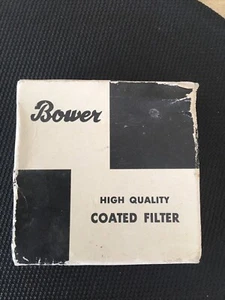 Bower
HIGH QUALITY
COATED FILTER